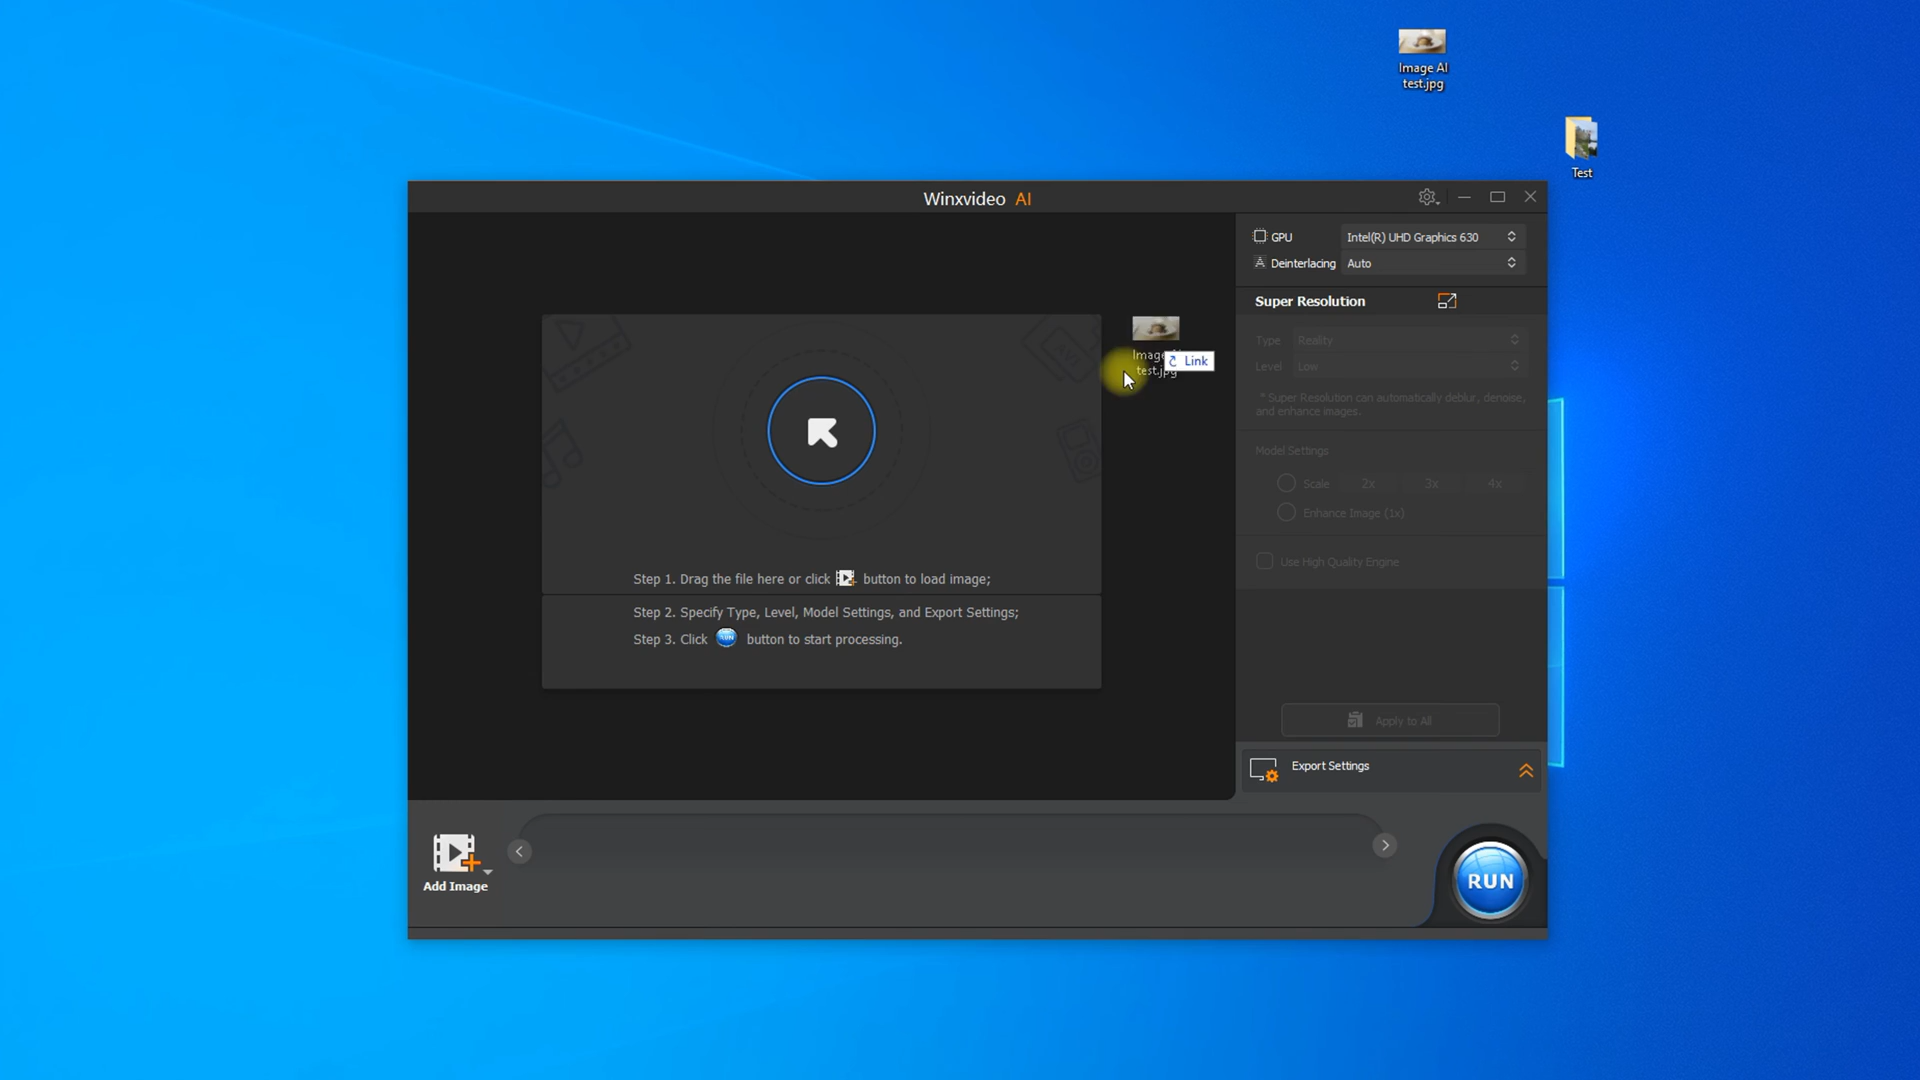 Image AI
test.jpg
Test
Winxvideo AI
GPU
Intel(R) UHD Graphics 630
Deinterlacing
Auto
Super Resolution
Type
Reality
Level
Low
* Super Resolution can automatically deblur, denoise,
and enhance images.
Model Settings
Scale 2x 3x 4x
Enhance Image (1x)
Use High Quality Engine
Apply to All
Export Settings
Link
test.jpg
Step 1. Drag the file here or click button to load image;
Step 2. Specify Type, Level, Model Settings, and Export Settings;
Step 3. Click RUN button to start processing.
Add Image
RUN